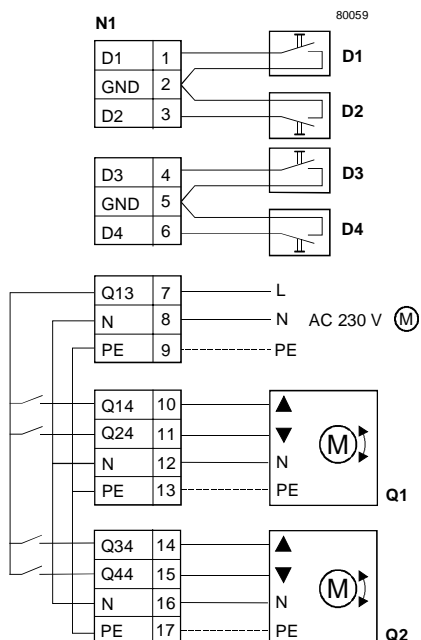 80059
N1
D1 1 D1
GND 2
D2 3 D2
D3 4 D3
GND 5
D4 6 D4
Q13 7 L
N 8 N AC 230 V M
PE 9 PE
Q14 10 ▲
Q24 11 ▼ M
N 12 N
PE 13 PE Q1
Q34 14 ▲
Q44 15 ▼ M
N 16 N
PE 17 PE Q2